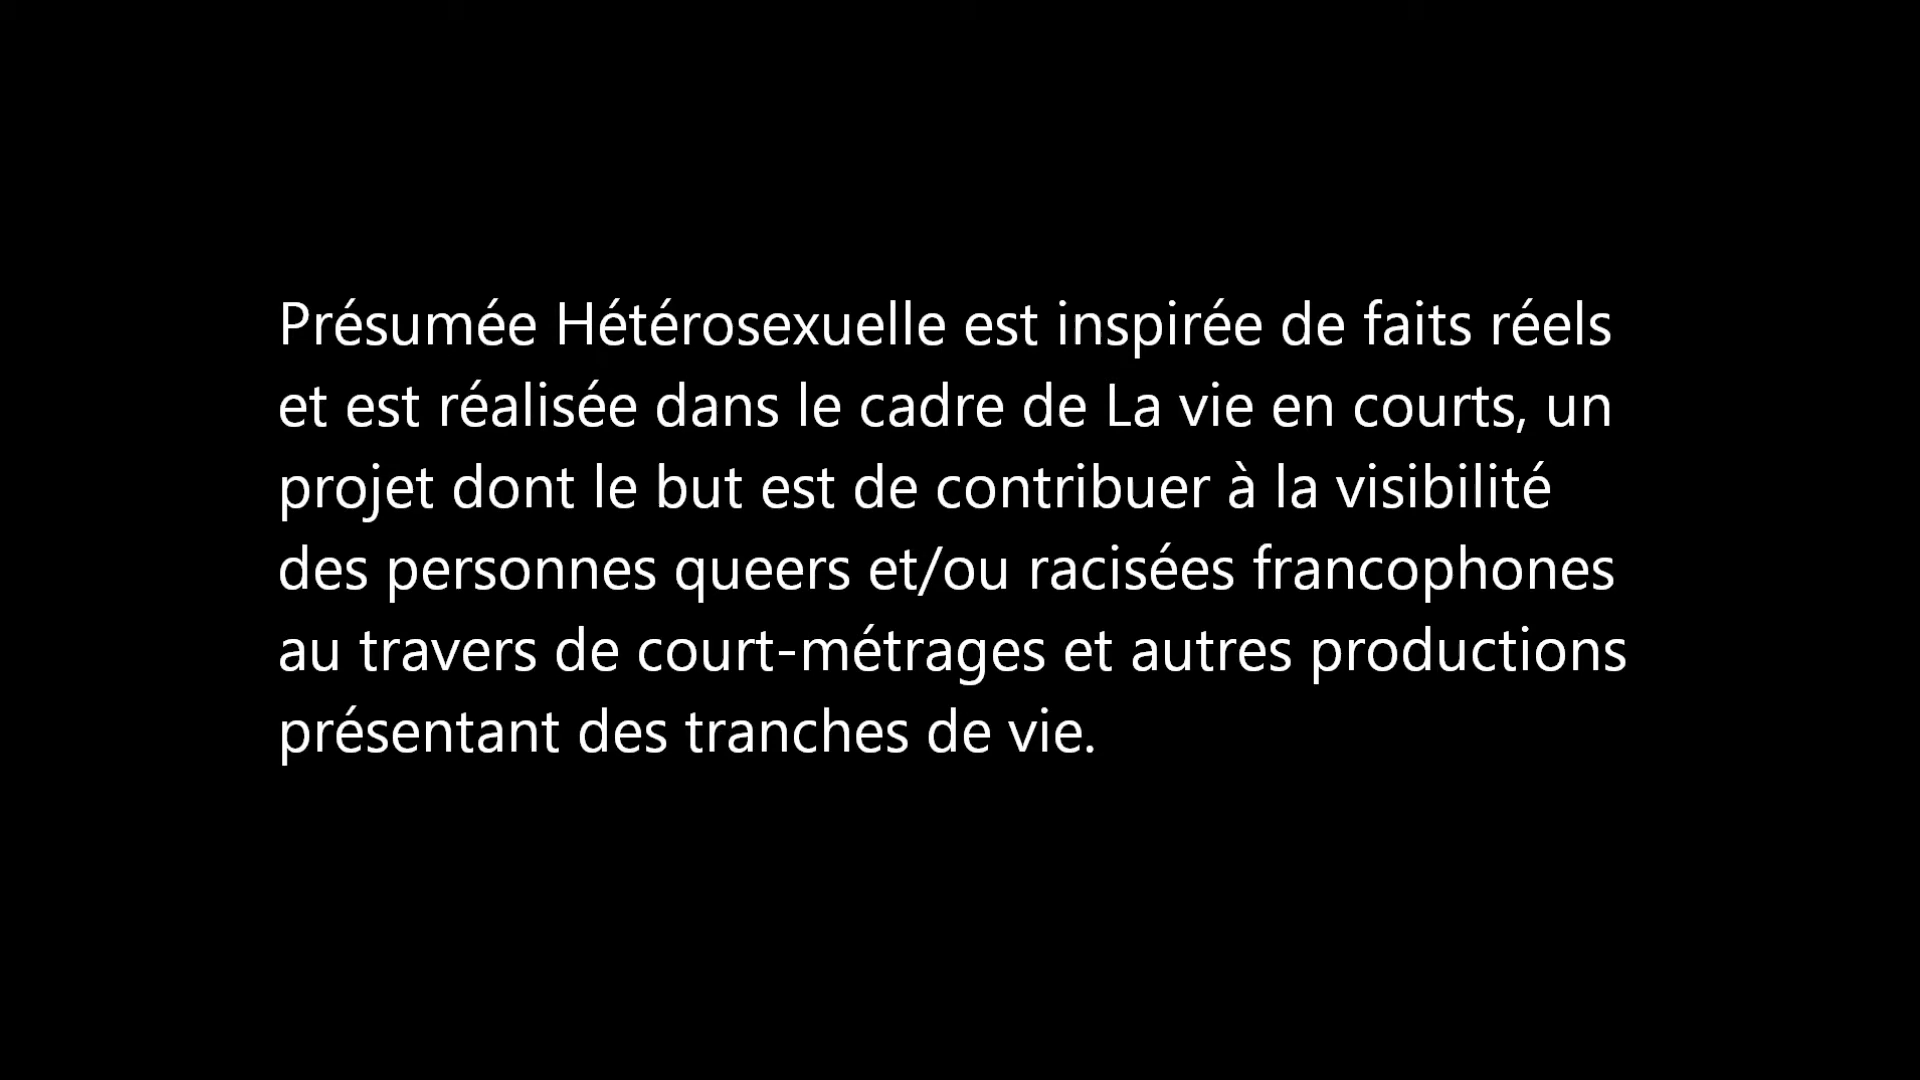 Présumée Hétérosexuelle est inspirée de faits réels
et est réalisée dans le cadre de La vie en courts, un
projet dont le but est de contribuer à la visibilité
des personnes queers et/ou racisées francophones
au travers de court-métrages et autres productions
présentant des tranches de vie.